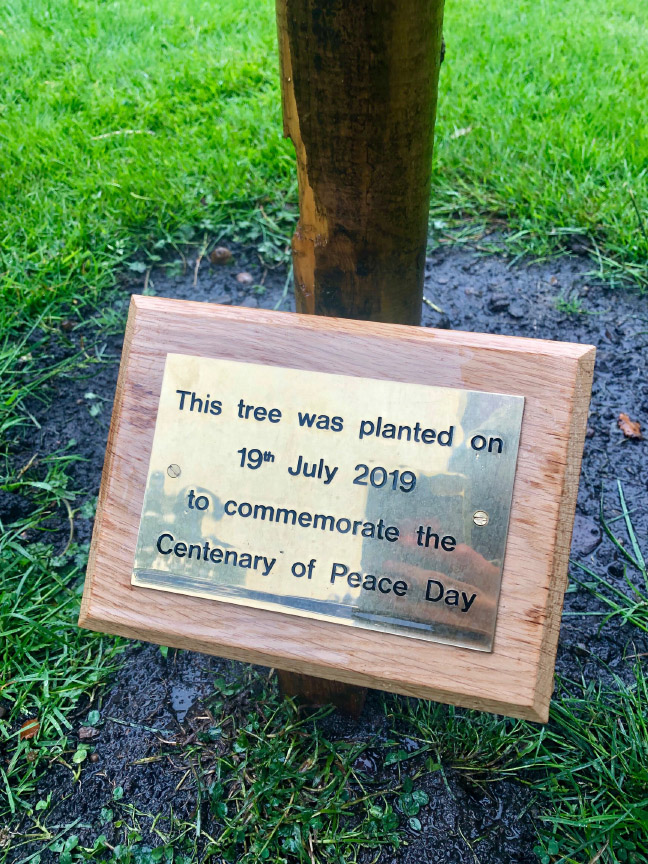 This tree was planted on
19th July 2019
to commemorate the
Centenary of Peace Day